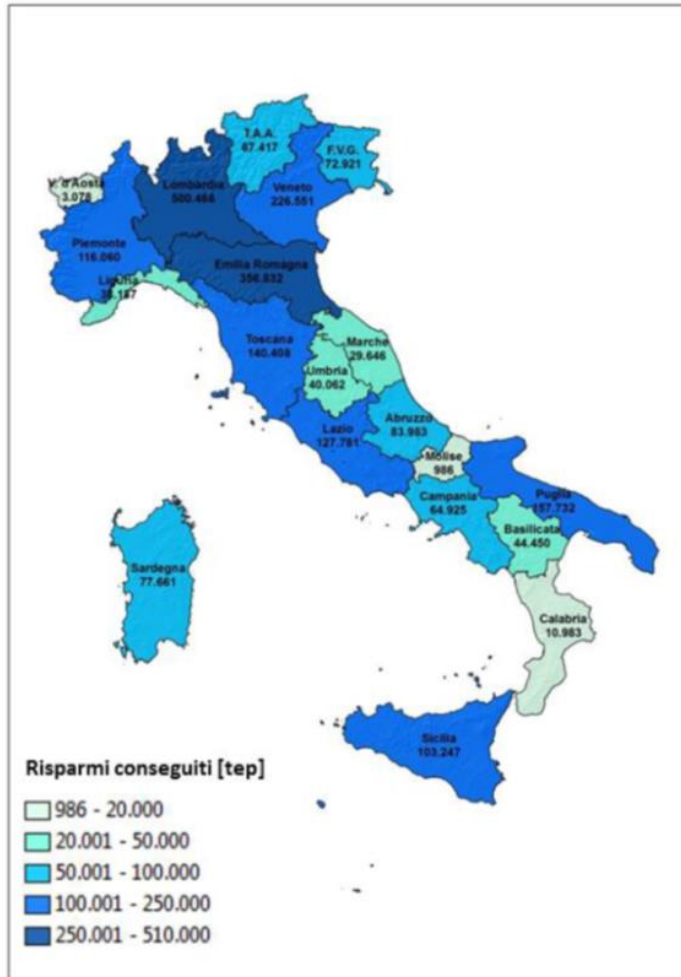 T.A.A.
67.417
F.V.G.
72.921
V. d'Aosta
3.078
Lombardia
Veneto
226.551
Piemonte
116.060
Emilia Romagna
356.832
Liguria
Toscana
140.408
Marche
29.646
Umbria
40.062
Abruzzo
83.983
Lazio
127.781
Molise
986
Campania
64.925
Puglia
157.732
Basilicata
44.450
Sardegna
77.661
Calabria
10.983
Sicilia
103.247
Risparmi conseguiti [tep]
986 - 20.000
20.001 - 50.000
50.001 - 100.000
100.001 - 250.000
250.001 - 510.000